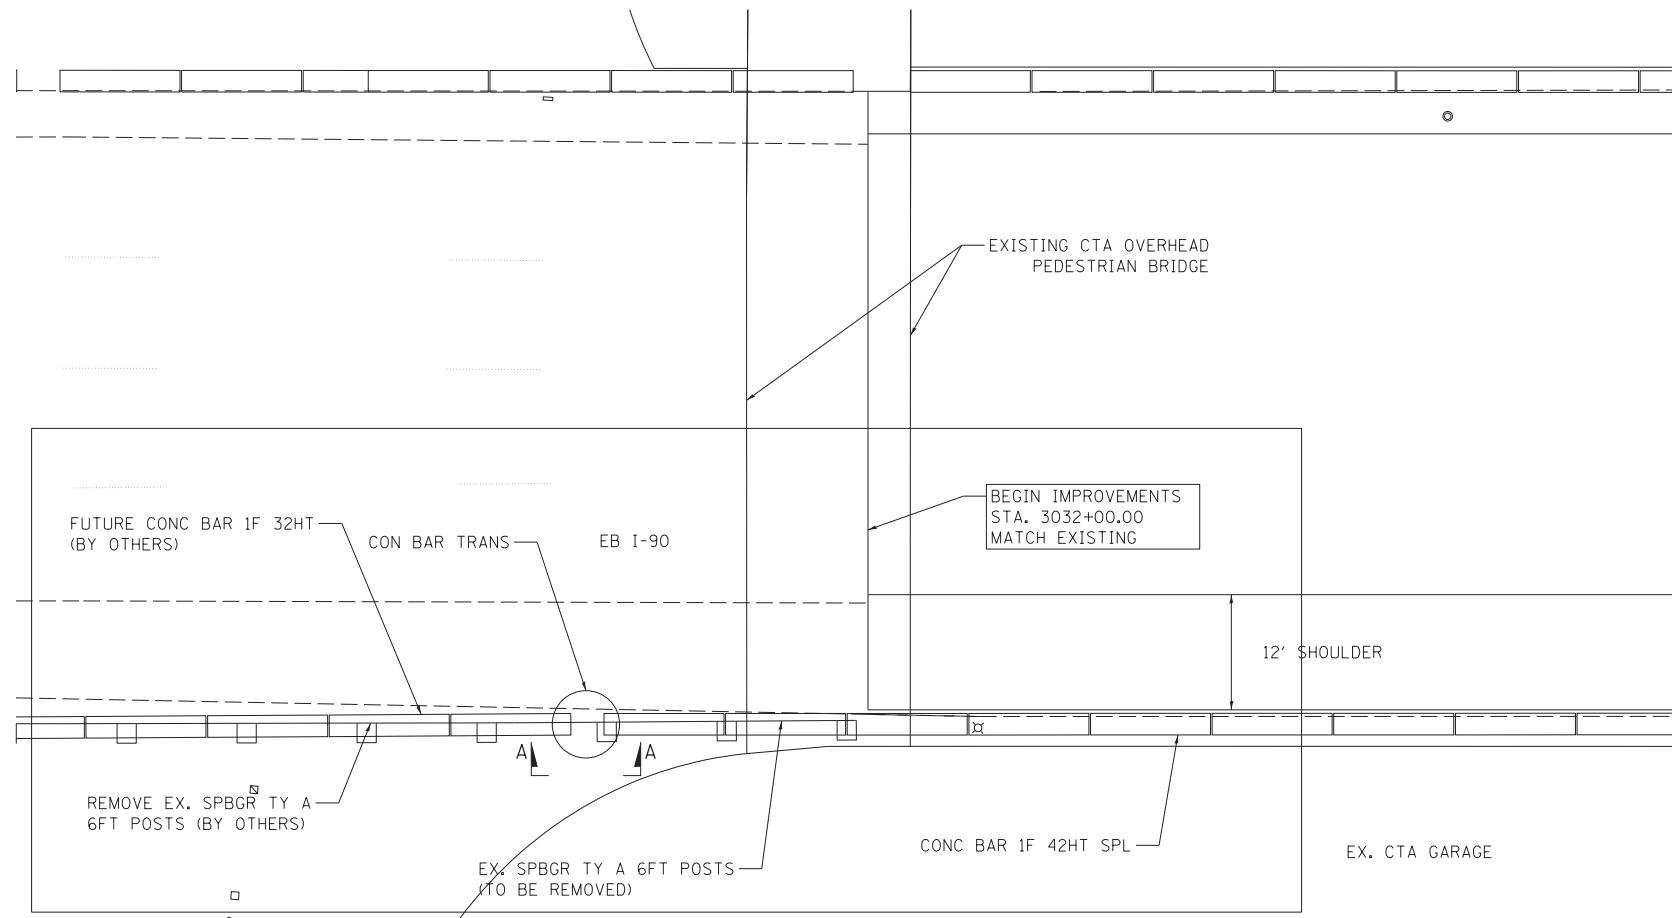 EXISTING CTA OVERHEAD
PEDESTRIAN BRIDGE
BEGIN IMPROVEMENTS
STA. 3032+00.00
MATCH EXISTING
FUTURE CONC BAR 1F 32HT
(BY OTHERS)
CON BAR TRANS
EB I-90
12' SHOULDER
A
A
REMOVE EX. SPBGR TY A
6FT POSTS (BY OTHERS)
EX. SPBGR TY A 6FT POSTS
(TO BE REMOVED)
CONC BAR 1F 42HT SPL
EX. CTA GARAGE